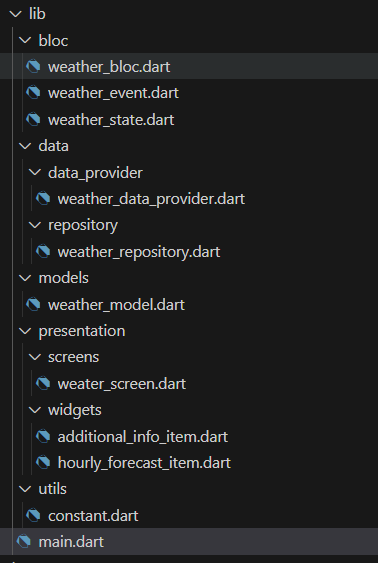 lib
bloc
weather_bloc.dart
weather_event.dart
weather_state.dart
data
data_provider
weather_data_provider.dart
repository
weather_repository.dart
models
weather_model.dart
presentation
screens
weater_screen.dart
widgets
additional_info_item.dart
hourly_forecast_item.dart
utils
constant.dart
main.dart